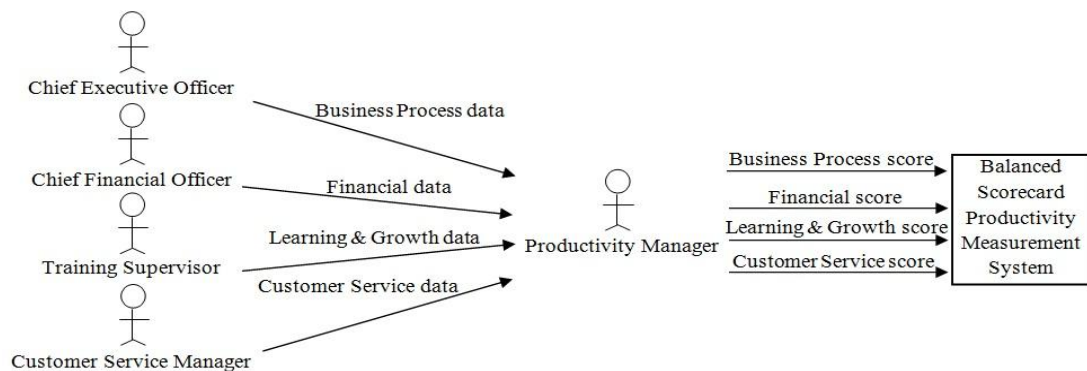 Chief Executive Officer
Business Process data
Chief Financial Officer
Financial data
Learning & Growth data
Training Supervisor
Customer Service data
Customer Service Manager
Productivity Manager
Business Process score
Financial score
Learning & Growth score
Customer Service score
Balanced
Scorecard
Productivity
Measurement
System